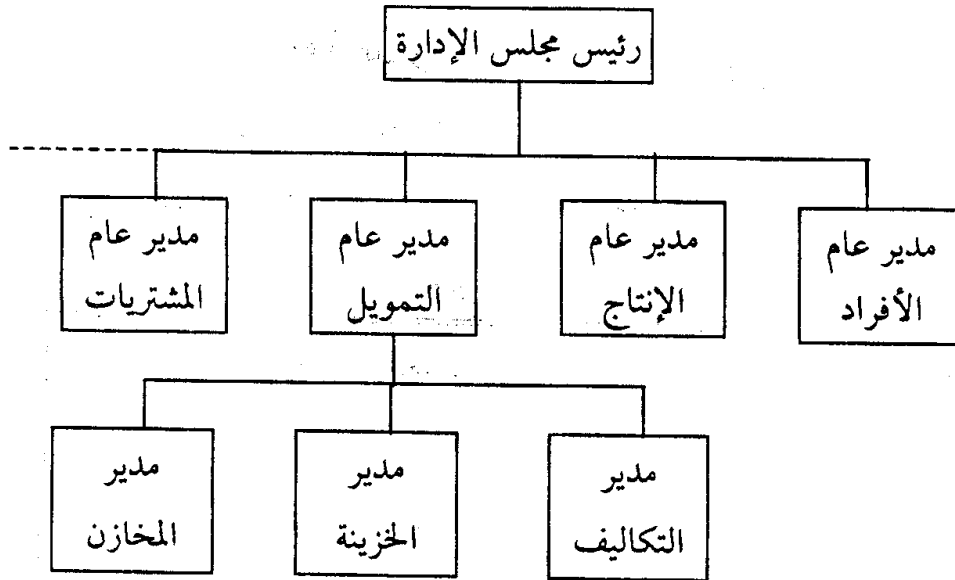 رئيس مجلس الإدارة
مدير عام
الأفراد
مدير عام
الإنتاج
مدير عام
التمويل
مدير عام
المشتريات
مدير
التكاليف
مدير
الخزينة
مدير
المخازن